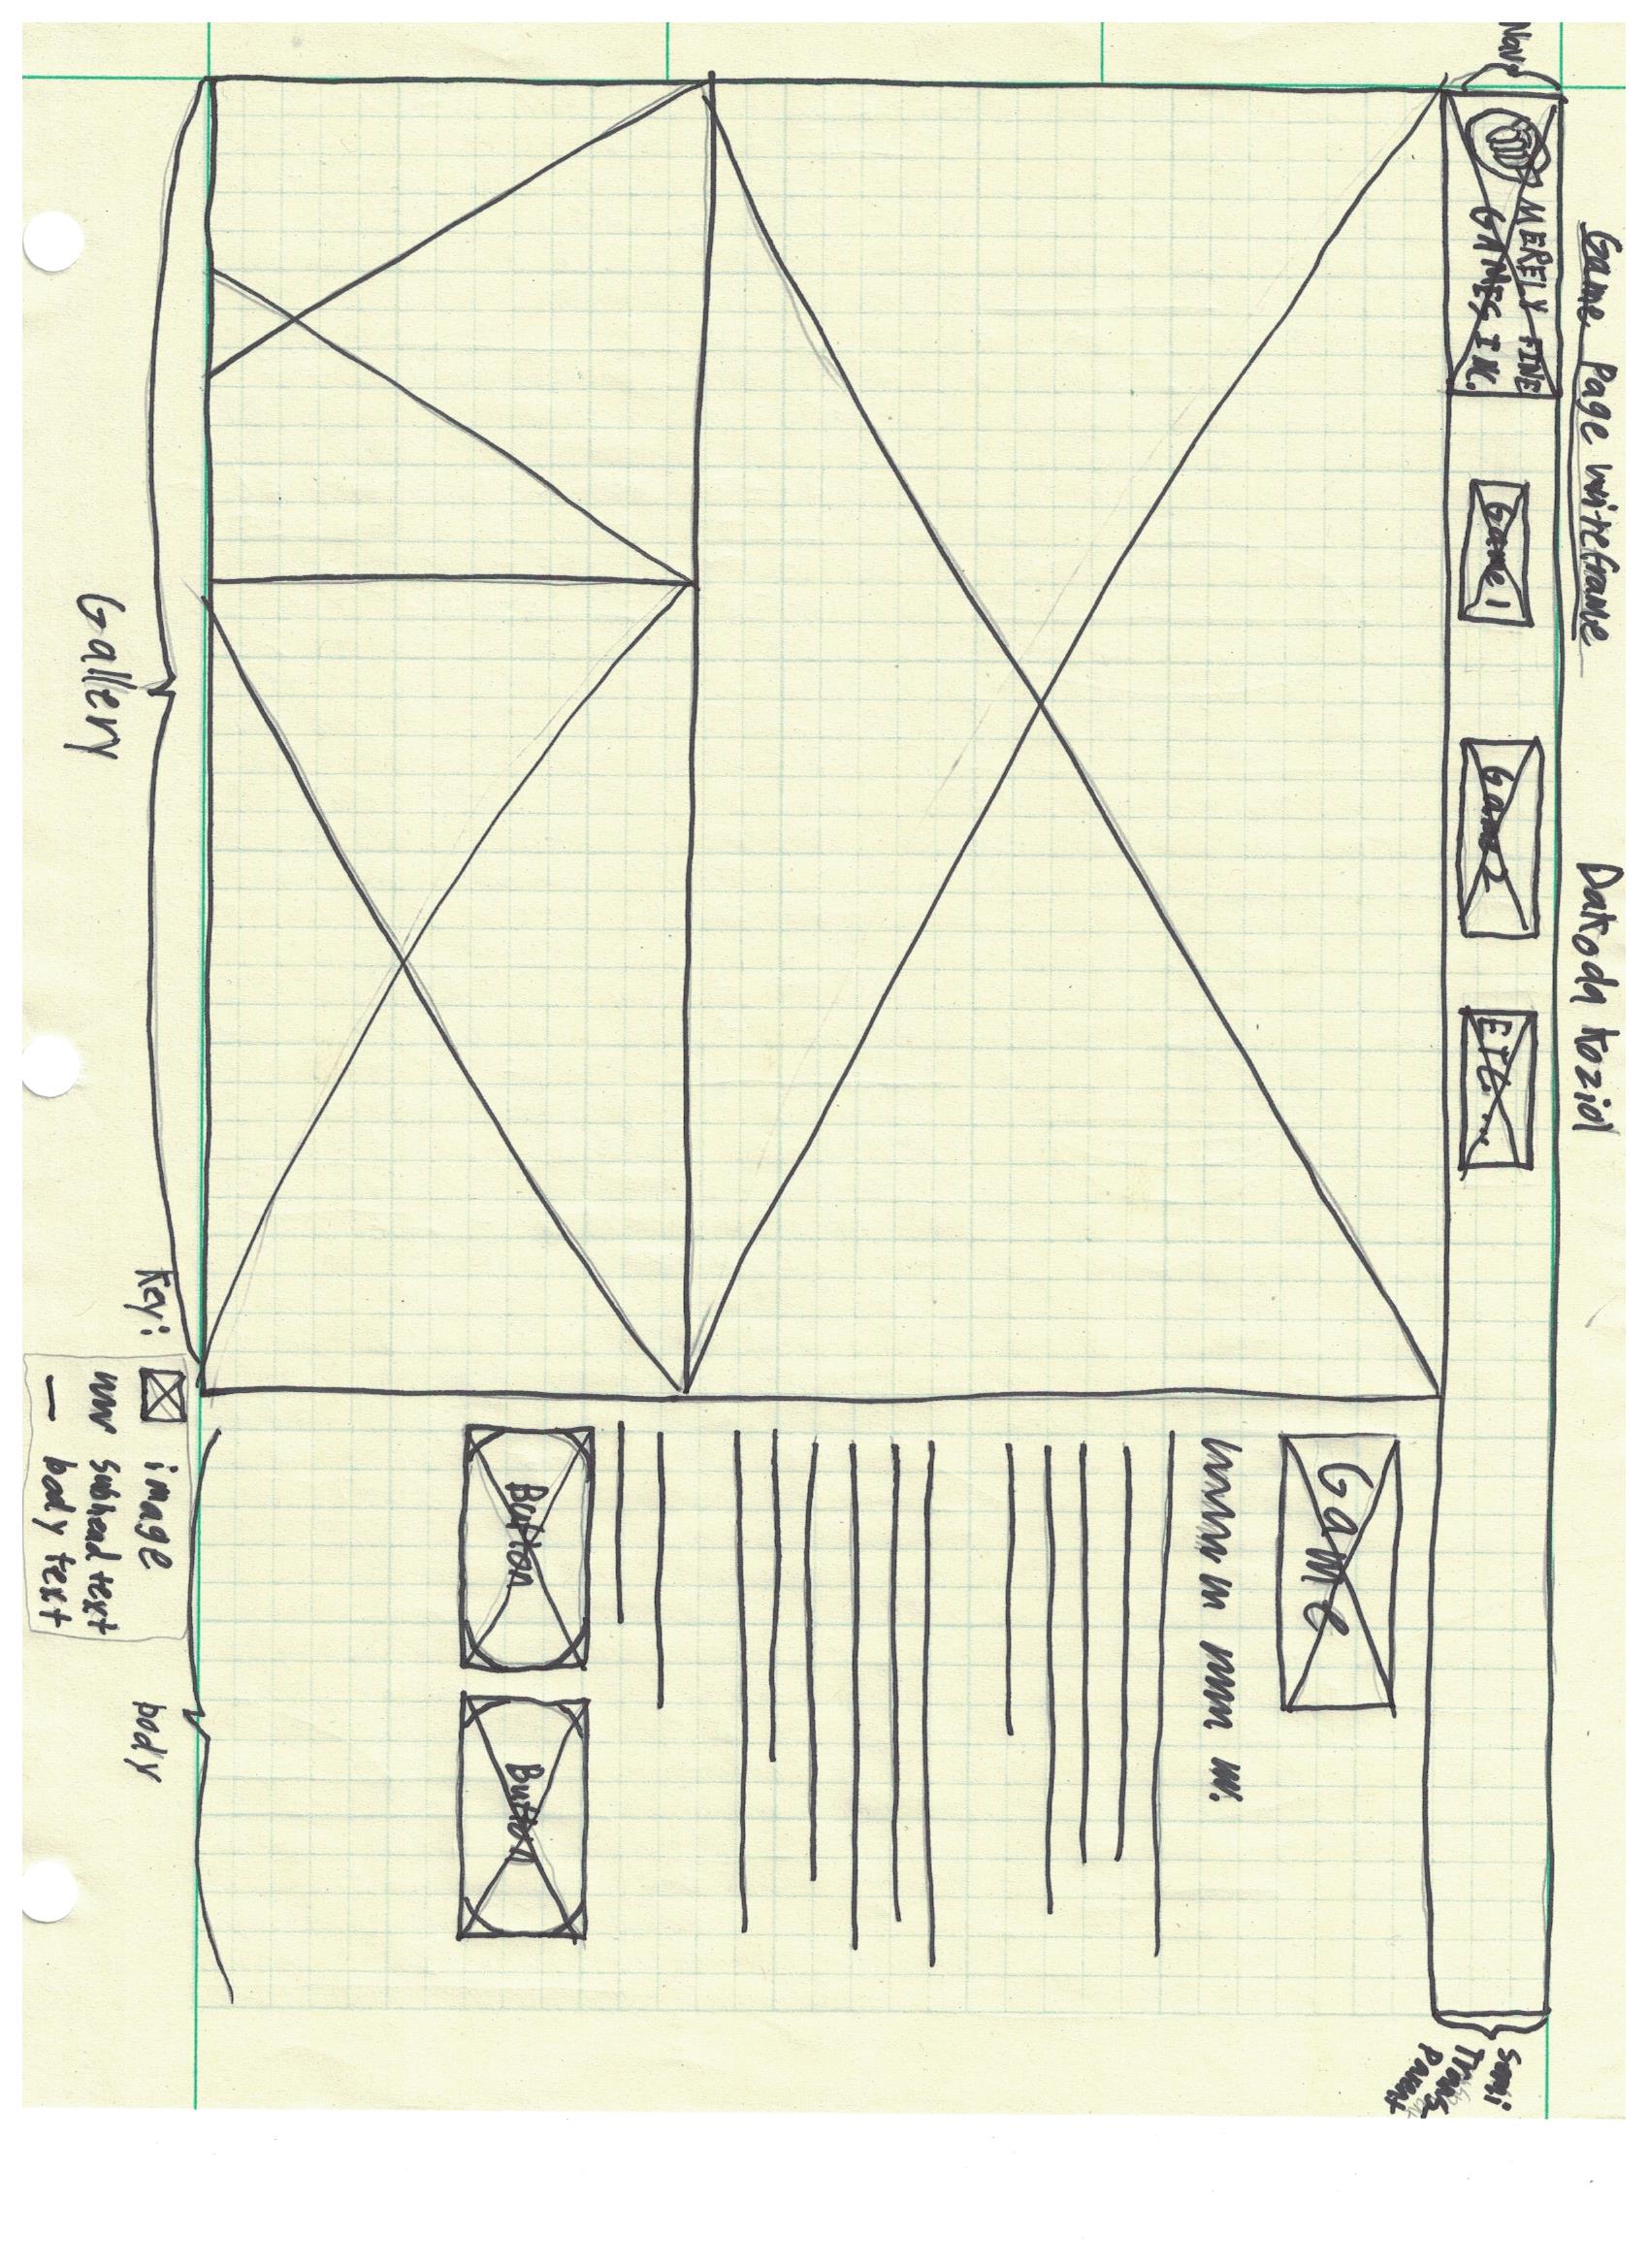 Game Page wireframe
Dakoda Koziol
Nav
MERELY FINE
GAMES INC.
Game 1
Game 2
ETC...
Semi
Trans-
Parent
Game
Button
Button
Gallery
Key:
image
subhead text
body text
body